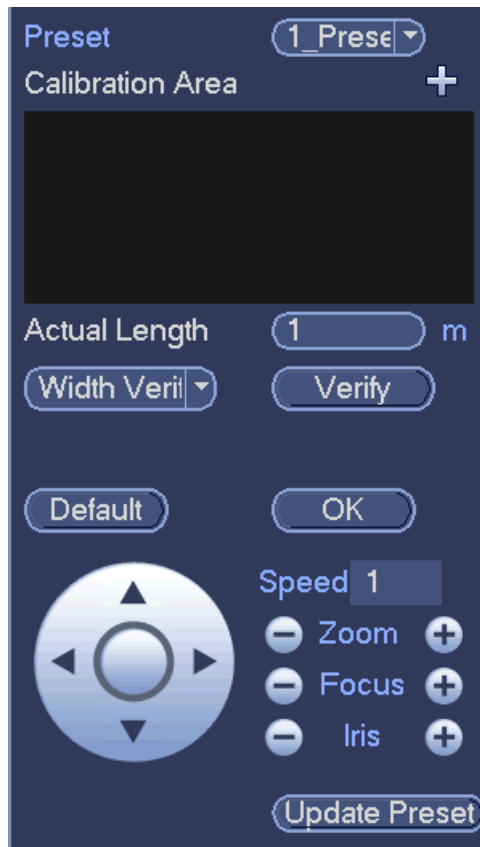 Preset 1_Prese
Calibration Area
Actual Length 1 m
Width Veri Verify
Default OK
Speed 1
Zoom
Focus
Iris
Update Preset